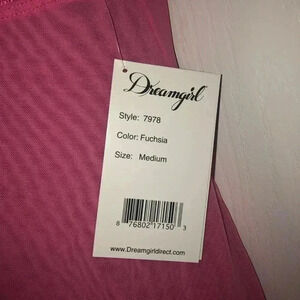 Dreamgirl
Style: 7978
Color: Fuchsia
Size: Medium
8 76802 17150 3
www.Dreamgirldirect.com